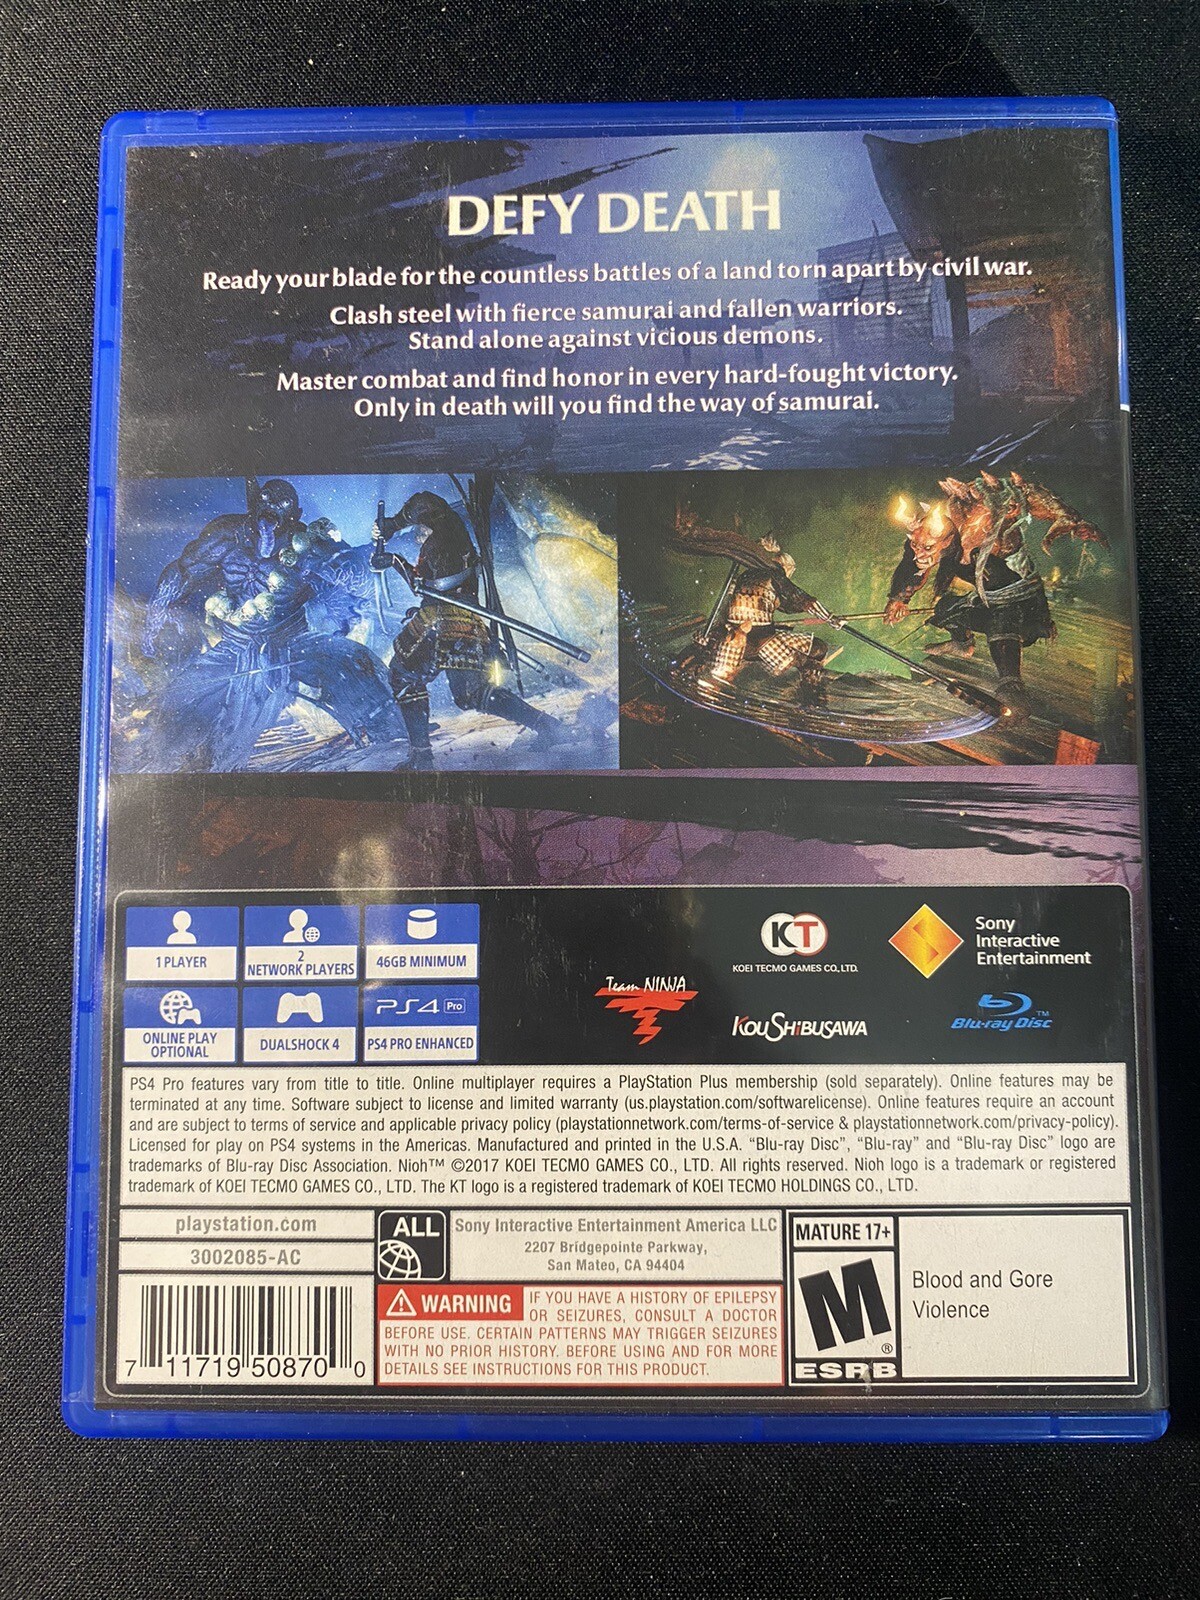 DEFY DEATH
Ready your blade for the countless battles of a land torn apart by civil war.
Clash steel with fierce samurai and fallen warriors.
Stand alone against vicious demons.
Master combat and find honor in every hard-fought victory.
Only in death will you find the way of samurai.
1 PLAYER
2
NETWORK PLAYERS
46GB MINIMUM
ONLINE PLAY
OPTIONAL
DUALSHOCK 4
PS4 Pro
PS4 PRO ENHANCED
Team NINJA
KT
KOEI TECMO GAMES CO., LTD.
KOU SHiBUSAWA
Sony
Interactive
Entertainment
Blu-ray Disc™
PS4 Pro features vary from title to title. Online multiplayer requires a PlayStation Plus membership (sold separately). Online features may be
terminated at any time. Software subject to license and limited warranty (us.playstation.com/softwarelicense). Online features require an account
and are subject to terms of service and applicable privacy policy (playstationnetwork.com/terms-of-service & playstationnetwork.com/privacy-policy).
Licensed for play on PS4 systems in the Americas. Manufactured and printed in the U.S.A. “Blu-ray Disc”, “Blu-ray” and “Blu-ray Disc” logo are
trademarks of Blu-ray Disc Association. Nioh™ ©2017 KOEI TECMO GAMES CO., LTD. All rights reserved. Nioh logo is a trademark or registered
trademark of KOEI TECMO GAMES CO., LTD. The KT logo is a registered trademark of KOEI TECMO HOLDINGS CO., LTD.
playstation.com
3002085-AC
7 11719 50870 0
ALL
Sony Interactive Entertainment America LLC
2207 Bridgepointe Parkway,
San Mateo, CA 94404
WARNING IF YOU HAVE A HISTORY OF EPILEPSY
OR SEIZURES, CONSULT A DOCTOR
BEFORE USE. CERTAIN PATTERNS MAY TRIGGER SEIZURES
WITH NO PRIOR HISTORY. BEFORE USING AND FOR MORE
DETAILS SEE INSTRUCTIONS FOR THIS PRODUCT.
MATURE 17+
M®
ESRB
Blood and Gore
Violence